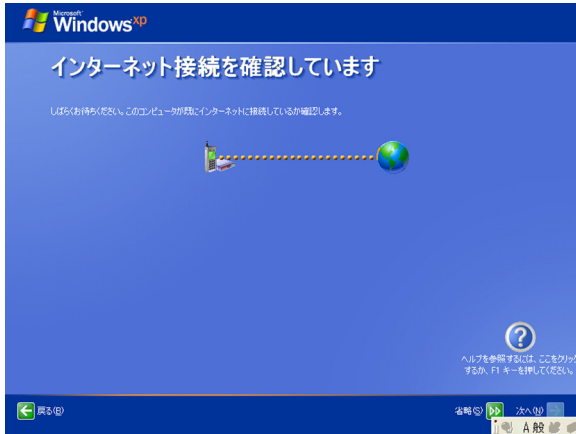 Microsoft
Windows xp
インターネット接続を確認しています
しばらくお待ちください。このコンピュータが既にインターネットに接続しているか確認します。
ヘルプを参照するには、ここをクリック
するか、F1 キーを押してください。
戻る(B)
省略(S)
次へ(N)
A 般